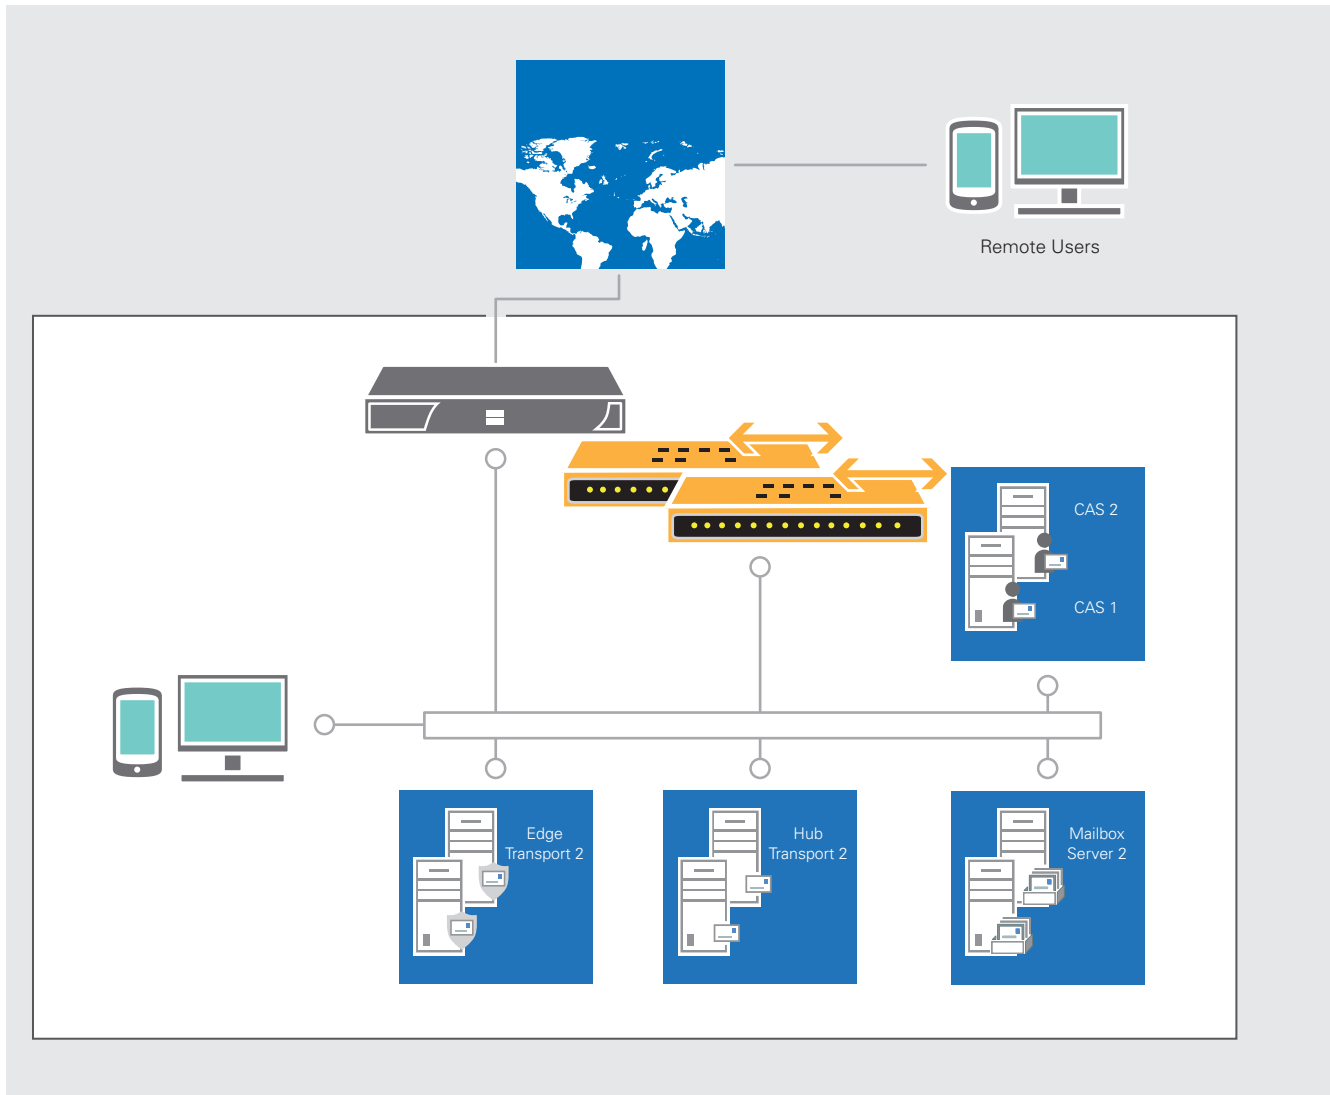 Remote Users
CAS 2
CAS 1
Edge
Transport 2
Hub
Transport 2
Mailbox
Server 2